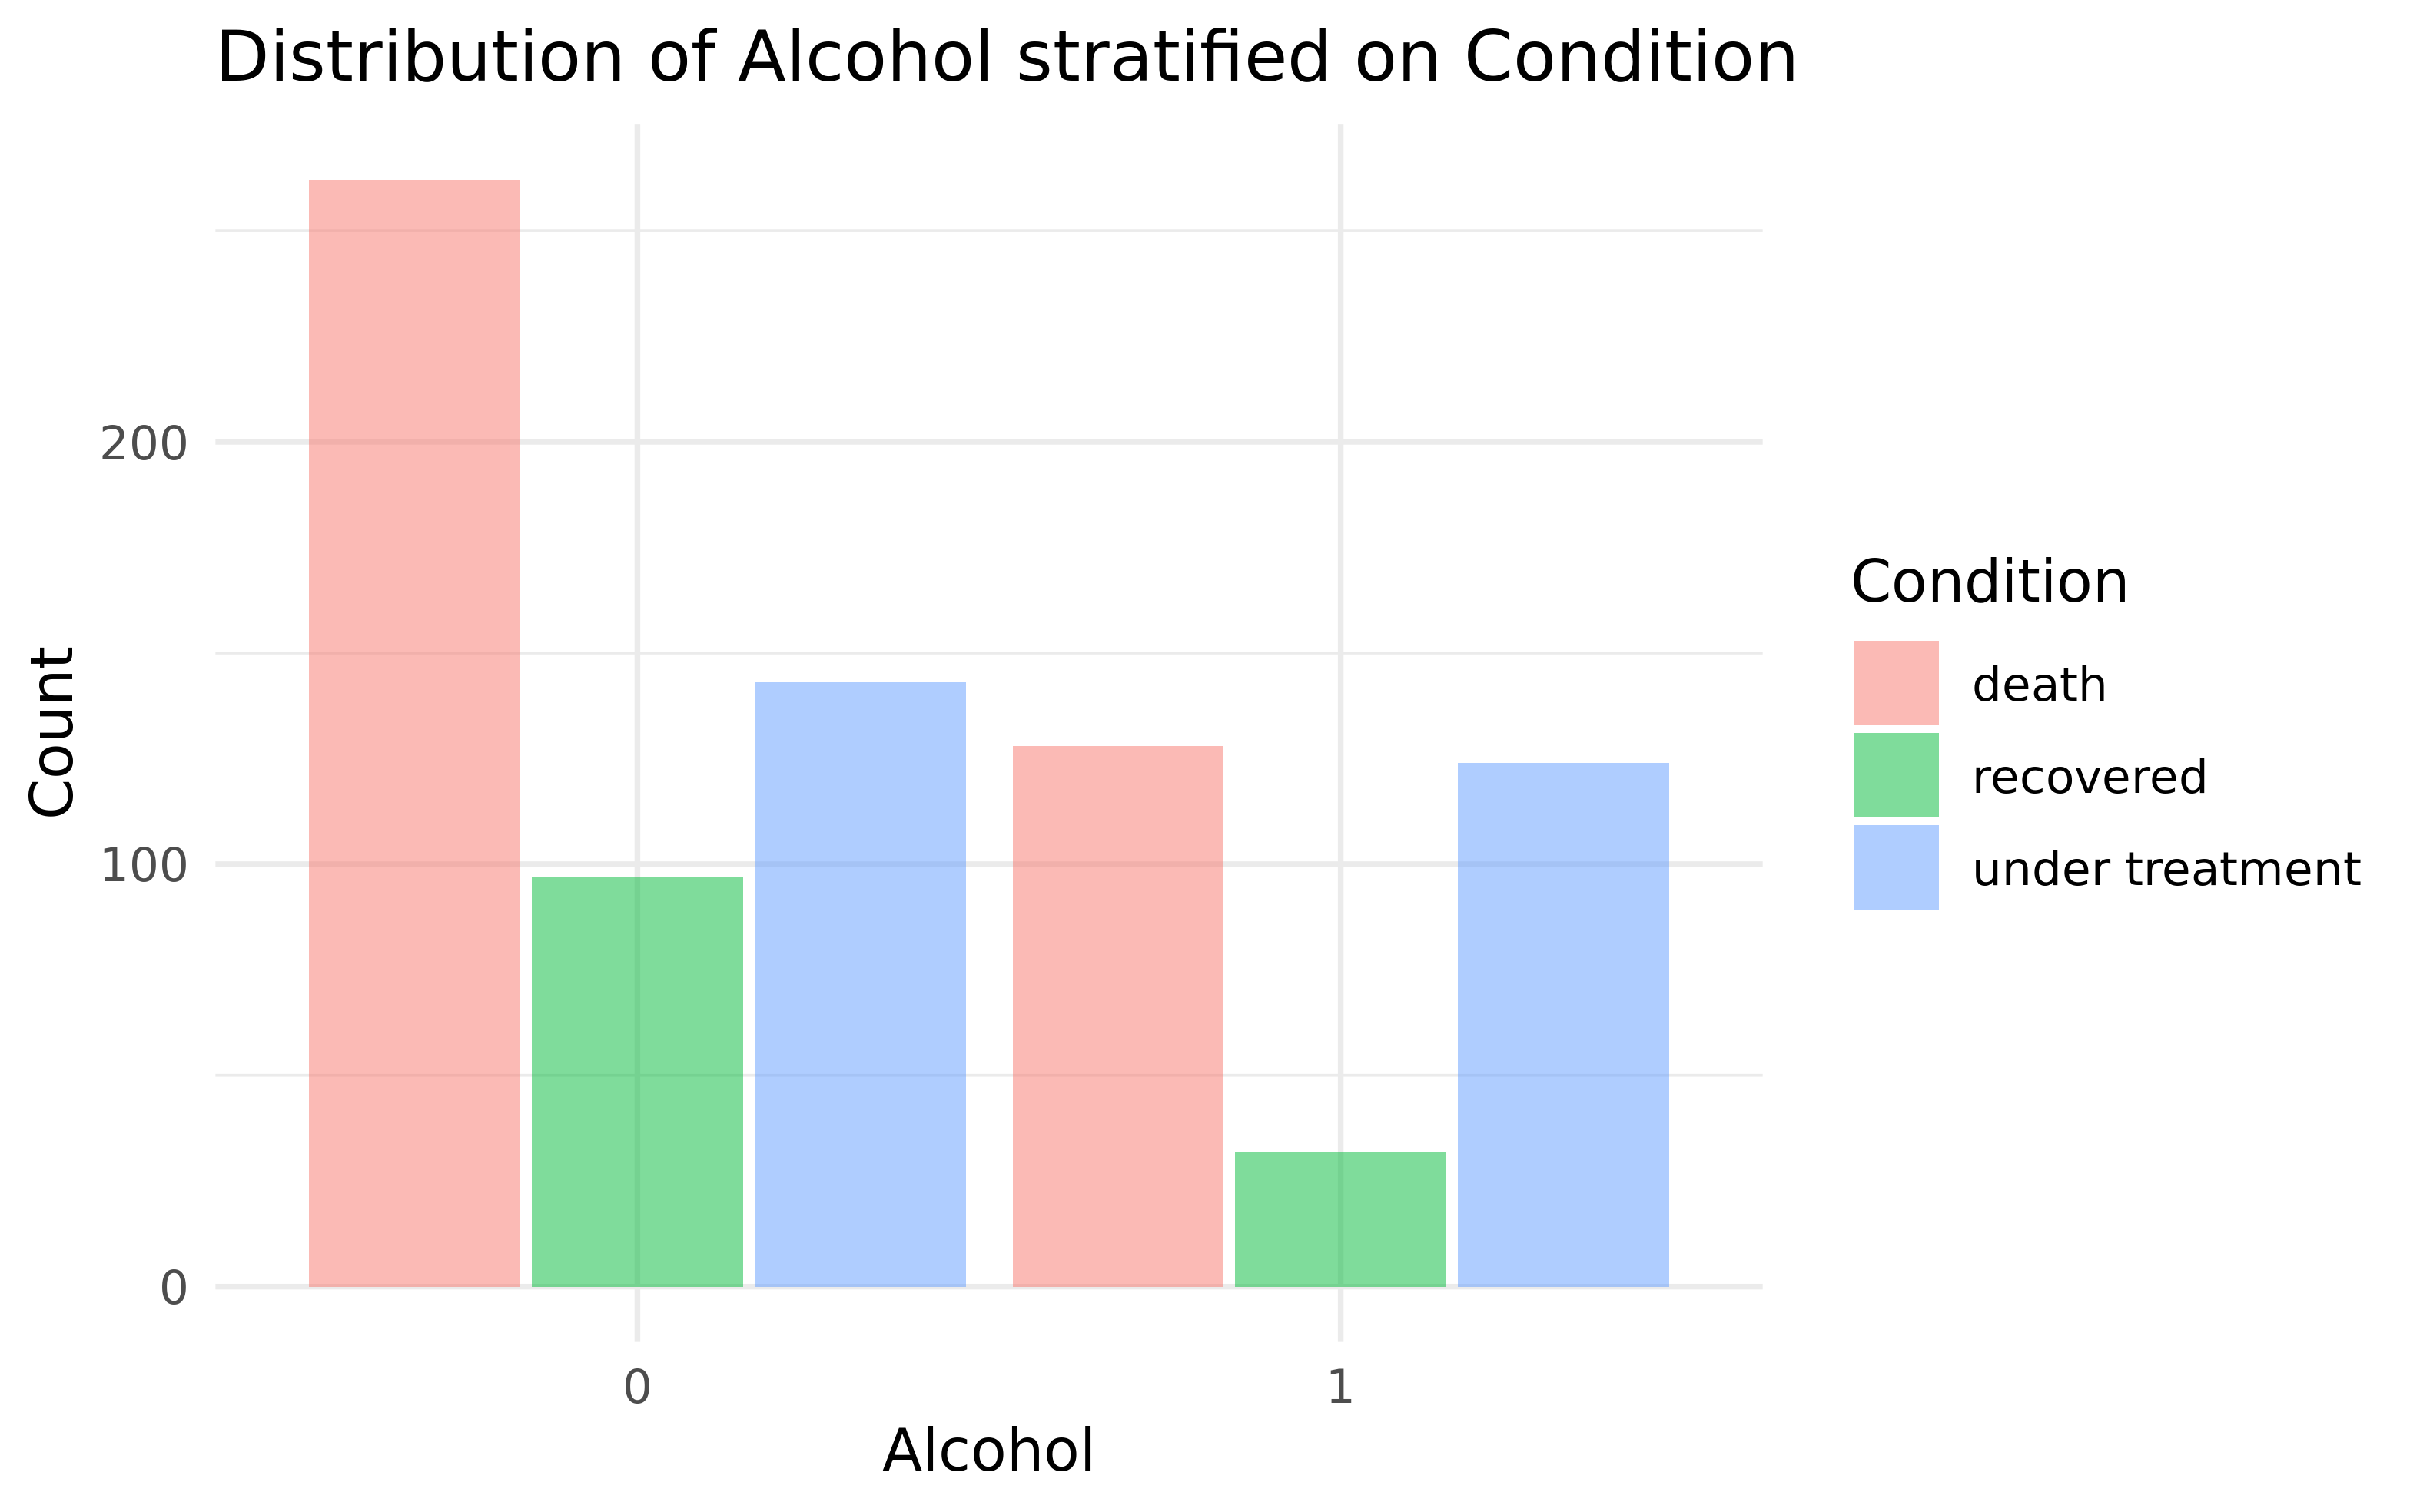 Distribution of Alcohol stratified on Condition
Count
200
100
0
0
1
Alcohol
Condition
death
recovered
under treatment